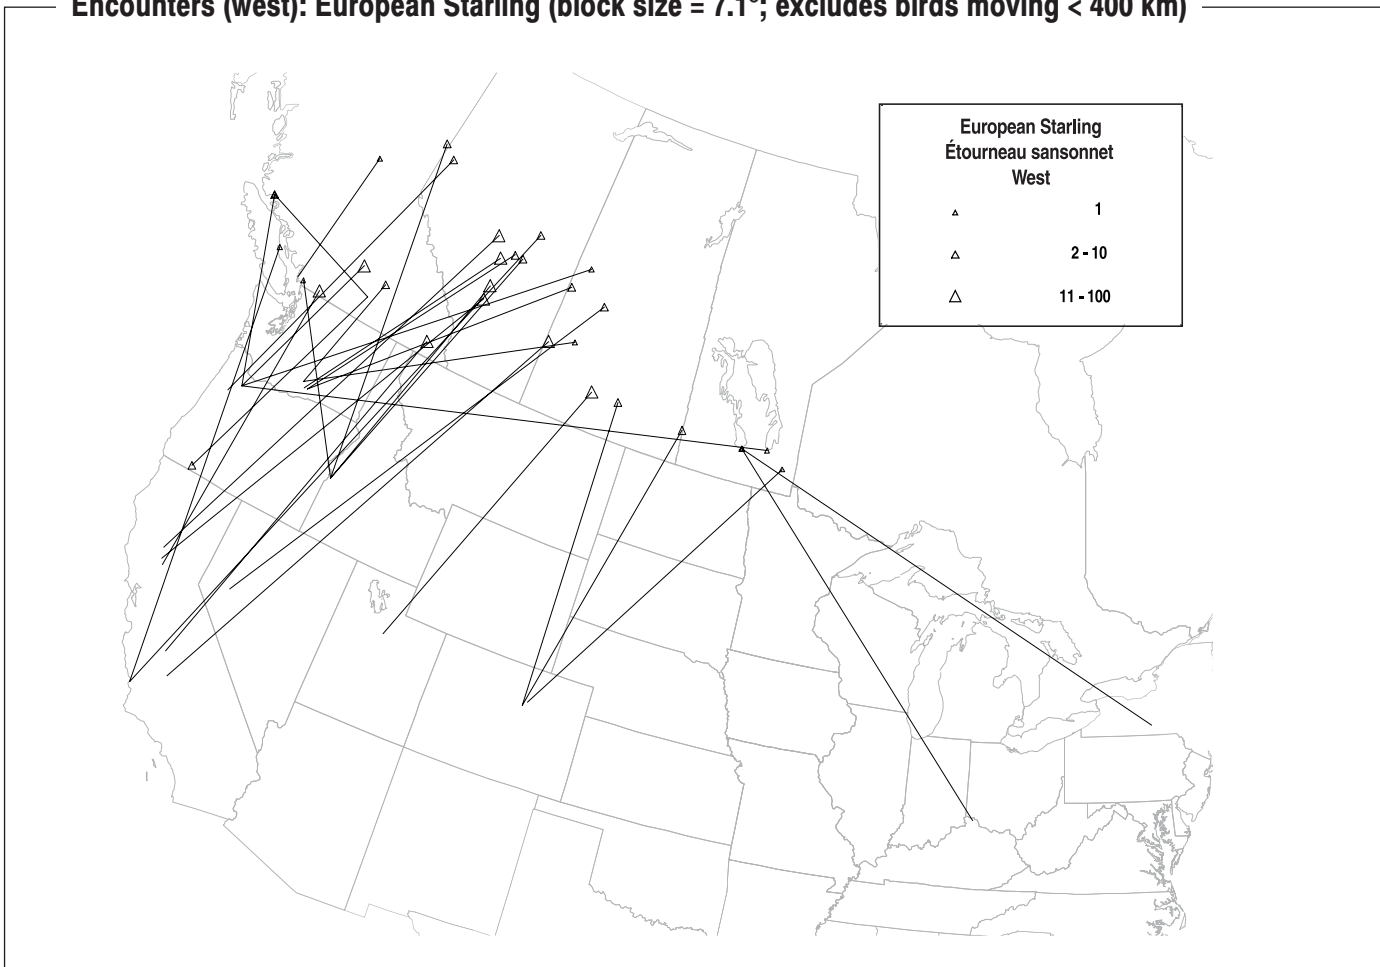 Encounters (west): European Starling (block size = 7.1°; excludes birds moving < 400 km)
European Starling
Étourneau sansonnet
West
1
2 - 10
11 - 100